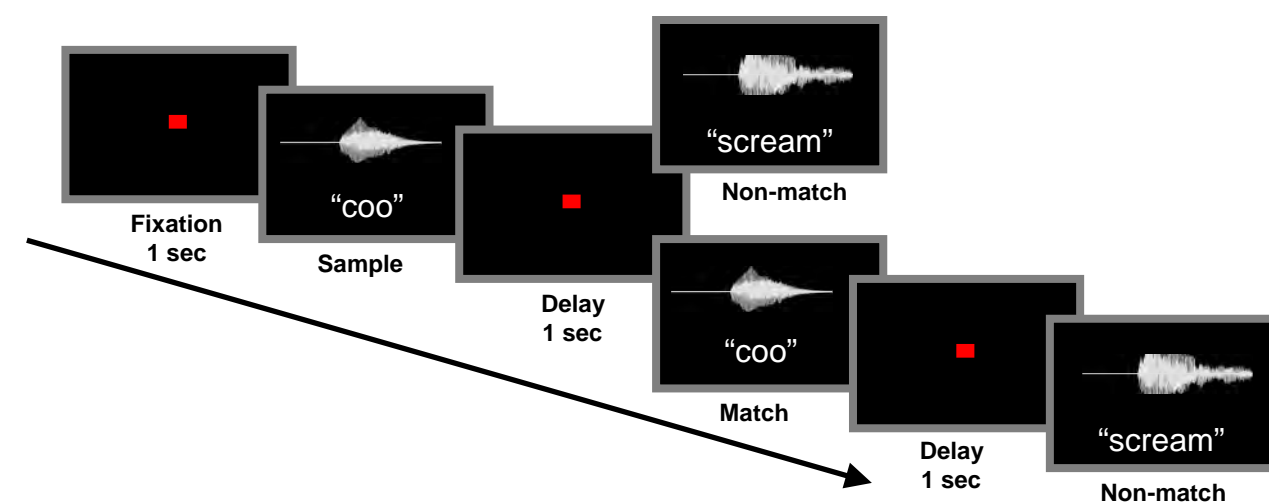 Fixation
1 sec
“coo”
Sample
Delay
1 sec
“scream”
Non-match
“coo”
Match
Delay
1 sec
“scream”
Non-match